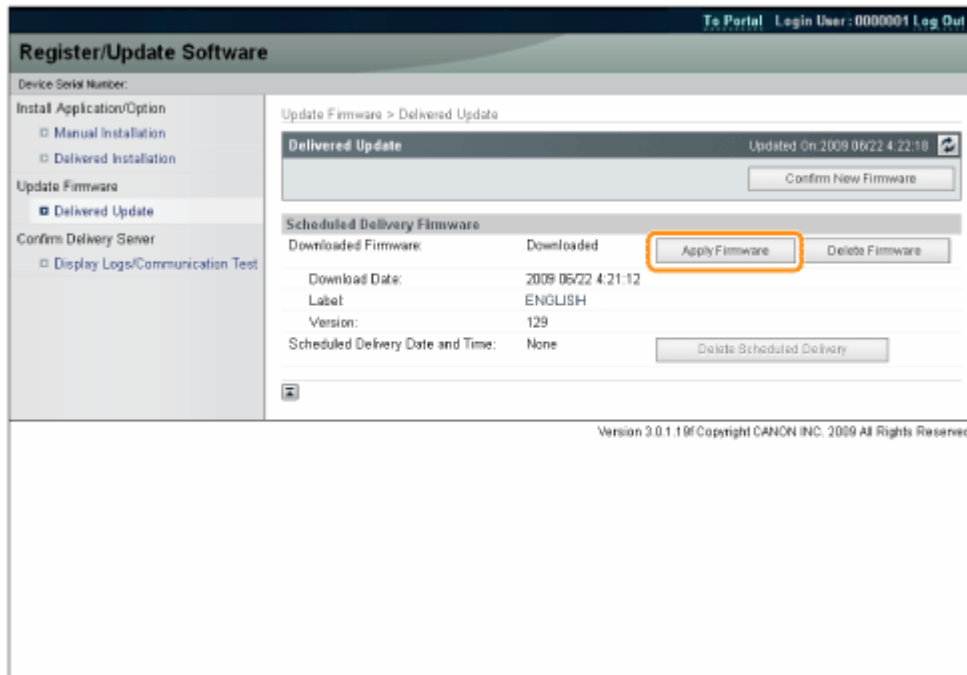 To Portal Login User : 0000001 Log Out
Register/Update Software
Device Serial Number:
Install Application/Option
Manual Installation
Delivered Installation
Update Firmware
Delivered Update
Confirm Delivery Server
Display Logs/Communication Test
Update Firmware > Delivered Update
Delivered Update Updated On:2009 06/22 4:22:18
Confirm New Firmware
Scheduled Delivery Firmware
Downloaded Firmware: Downloaded Apply Firmware Delete Firmware
Download Date: 2009 06/22 4:21:12
Label: ENGLISH
Version: 129
Scheduled Delivery Date and Time: None Delete Scheduled Delivery
Version 3.0.1.19f Copyright CANON INC. 2009 All Rights Reserved